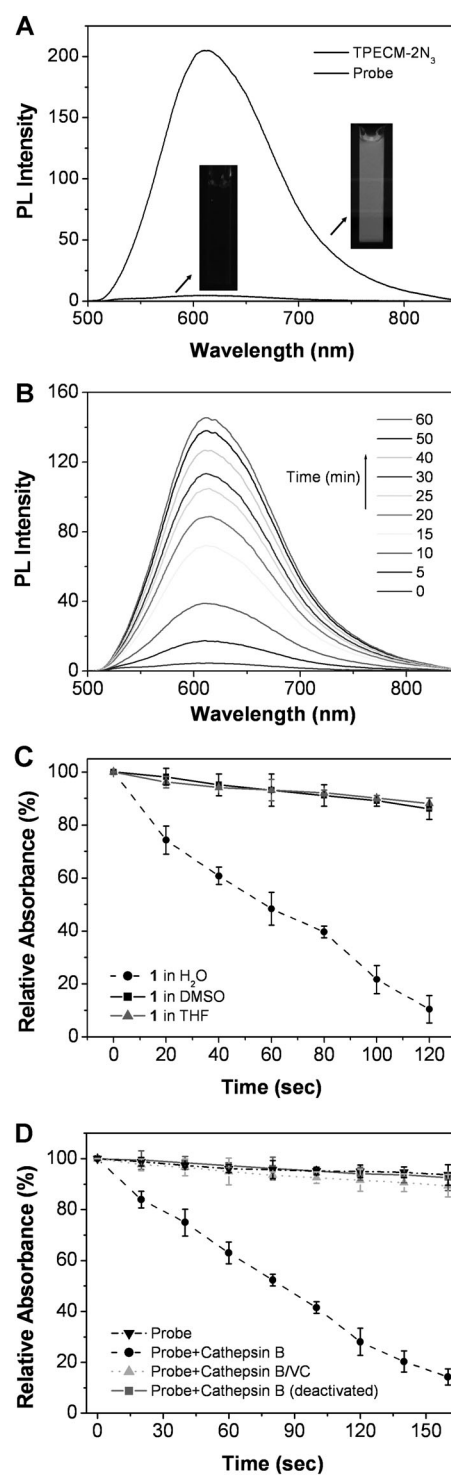 A
TPECM-2N₃
Probe
200
150
100
50
0
PL Intensity
500 600 700 800
Wavelength (nm)
B
160
120
80
40
0
PL Intensity
Time (min)
60
50
40
30
25
20
15
10
5
0
500 600 700 800
Wavelength (nm)
C
100
80
60
40
20
0
Relative Absorbance (%)
1 in H₂O
1 in DMSO
1 in THF
0 20 40 60 80 100 120
Time (sec)
D
100
80
60
40
20
0
Relative Absorbance (%)
Probe
Probe+Cathepsin B
Probe+Cathepsin B/VC
Probe+Cathepsin B (deactivated)
0 20 40 60 80 100 120 140 160
Time (sec)